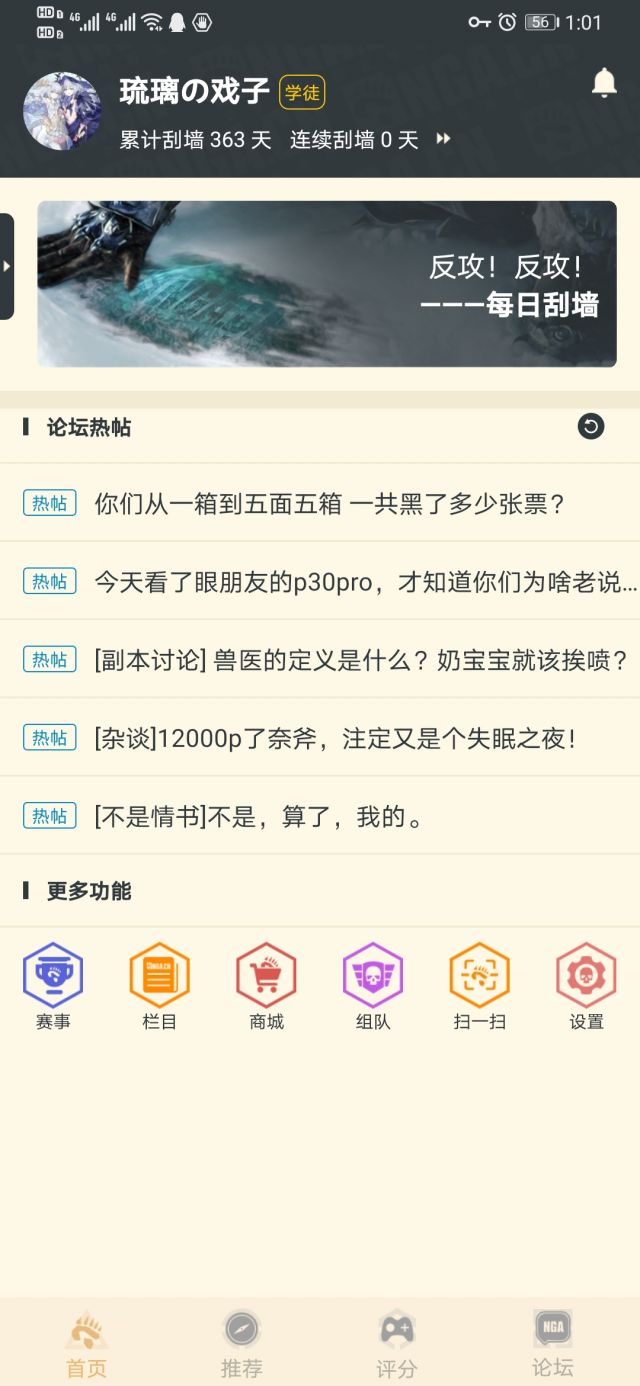 HD 1 4G 4G 56 1:01
HD 2
琉璃の戏子 学徒
累计刮墙 363 天 连续刮墙 0 天
反攻！反攻！
———每日刮墙
论坛热帖
热帖 你们从一箱到五面五箱 一共黑了多少张票？
热帖 今天看了眼朋友的p30pro，才知道你们为啥老说...
热帖 [副本讨论] 兽医的定义是什么？奶宝宝就该挨喷？
热帖 [杂谈]12000p了奈斧，注定又是个失眠之夜！
热帖 [不是情书]不是，算了，我的。
更多功能
赛事 栏目 商城 组队 扫一扫 设置
NGA
首页 推荐 评分 论坛